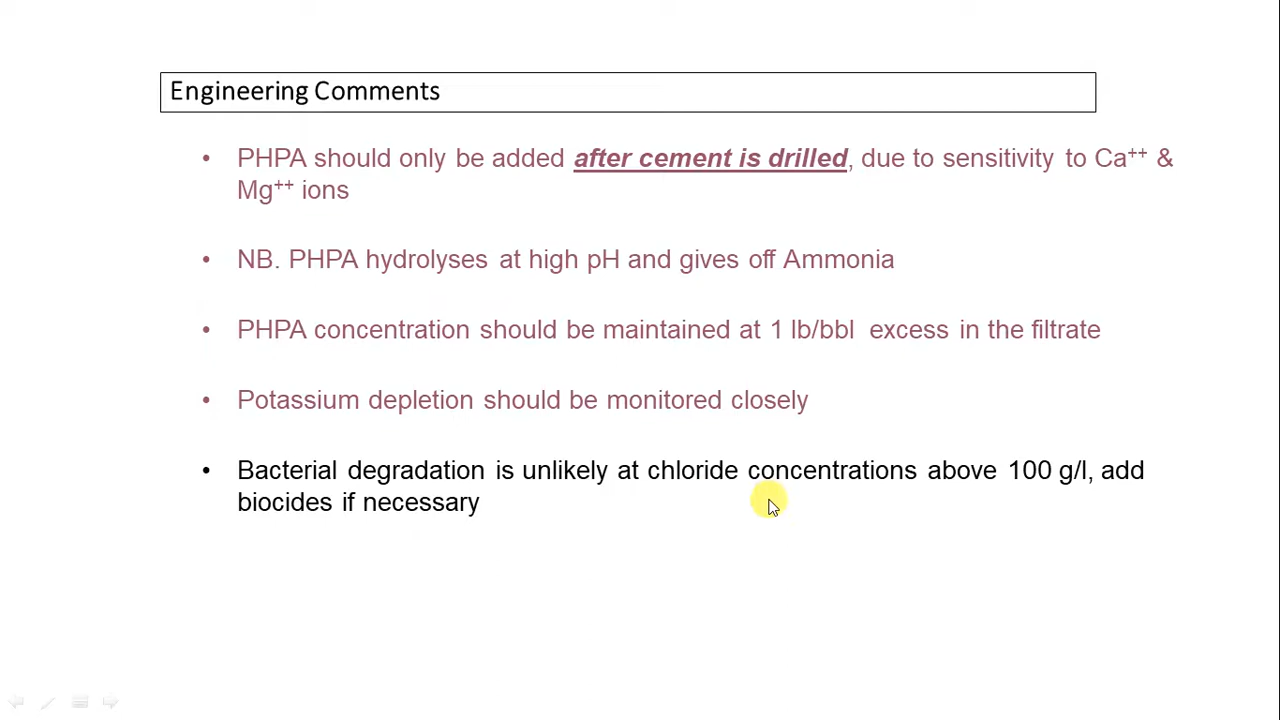 Engineering Comments
• PHPA should only be added after cement is drilled, due to sensitivity to Ca++ &
Mg++ ions
• NB. PHPA hydrolyses at high pH and gives off Ammonia
• PHPA concentration should be maintained at 1 lb/bbl  excess in the filtrate
• Potassium depletion should be monitored closely
• Bacterial degradation is unlikely at chloride concentrations above 100 g/l, add
biocides if necessary